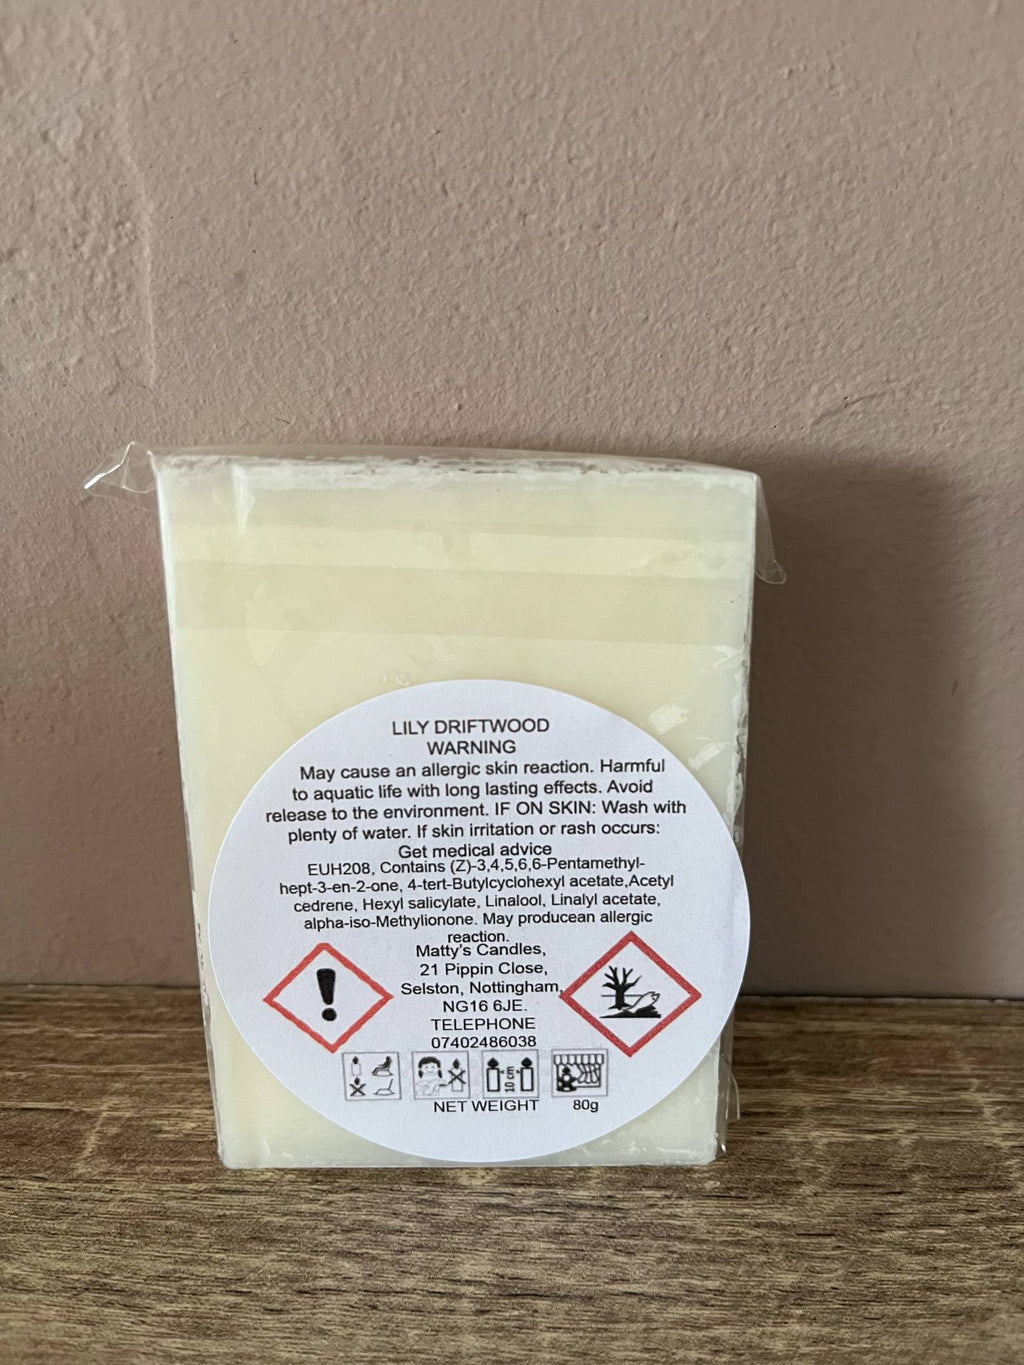 LILY DRIFTWOOD
WARNING
May cause an allergic skin reaction. Harmful
to aquatic life with long lasting effects. Avoid
release to the environment. IF ON SKIN: Wash with
plenty of water. If skin irritation or rash occurs:
Get medical advice
EUH208, Contains (Z)-3,4,5,6,6-Pentamethyl-
hept-3-en-2-one, 4-tert-Butylcyclohexyl acetate,Acetyl
cedrene, Hexyl salicylate, Linalool, Linalyl acetate,
alpha-iso-Methylionone. May producean allergic
reaction.
Matty's Candles,
21 Pippin Close,
Selston, Nottingham,
NG16 6JE.
TELEPHONE
07402486038
10 cm
NET WEIGHT 80g